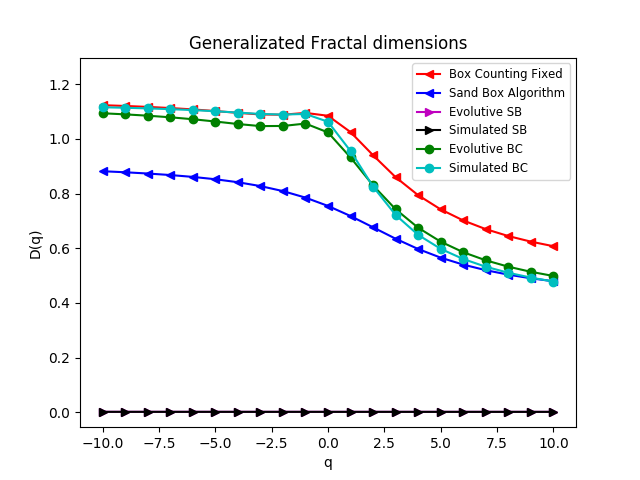 Generalizated Fractal dimensions
Box Counting Fixed
Sand Box Algorithm
Evolutive SB
Simulated SB
Evolutive BC
Simulated BC
D(q)
1.2
1.0
0.8
0.6
0.4
0.2
0.0
−10.0 −7.5 −5.0 −2.5 0.0 2.5 5.0 7.5 10.0
q